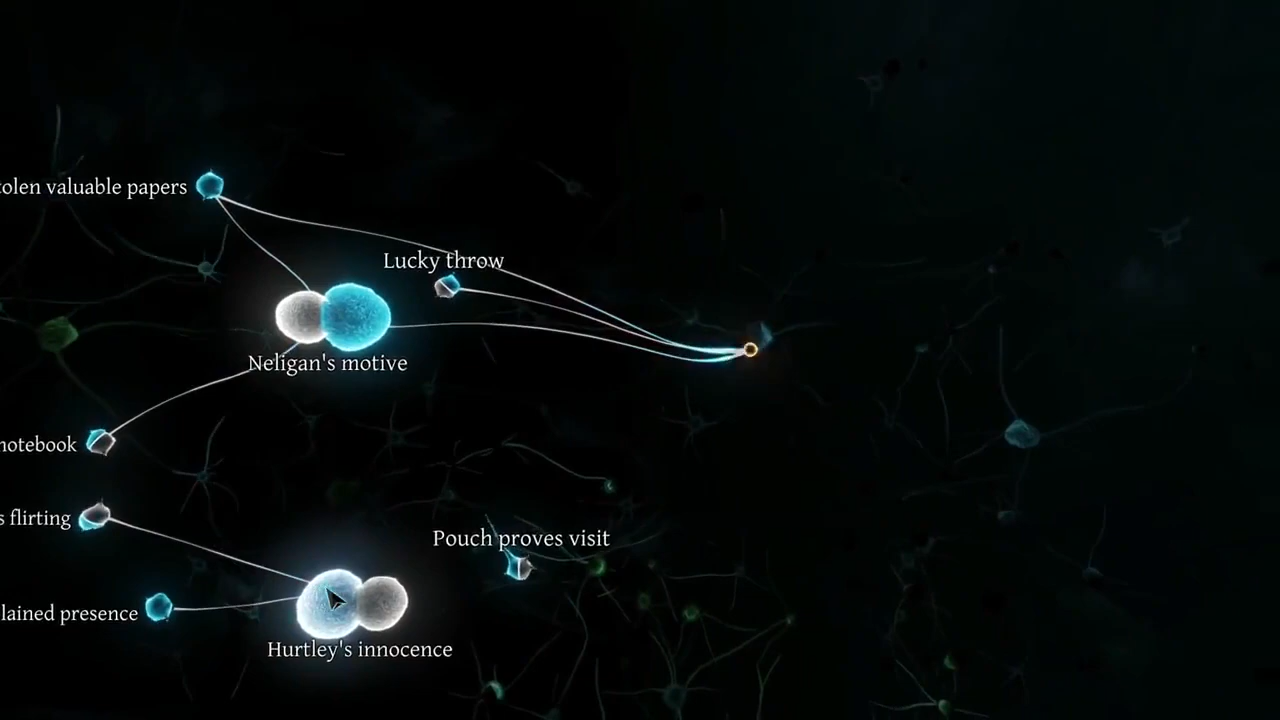 tolen valuable papers
Lucky throw
Neligan's motive
notebook
s flirting
Pouch proves visit
lained presence
Hurtley's innocence